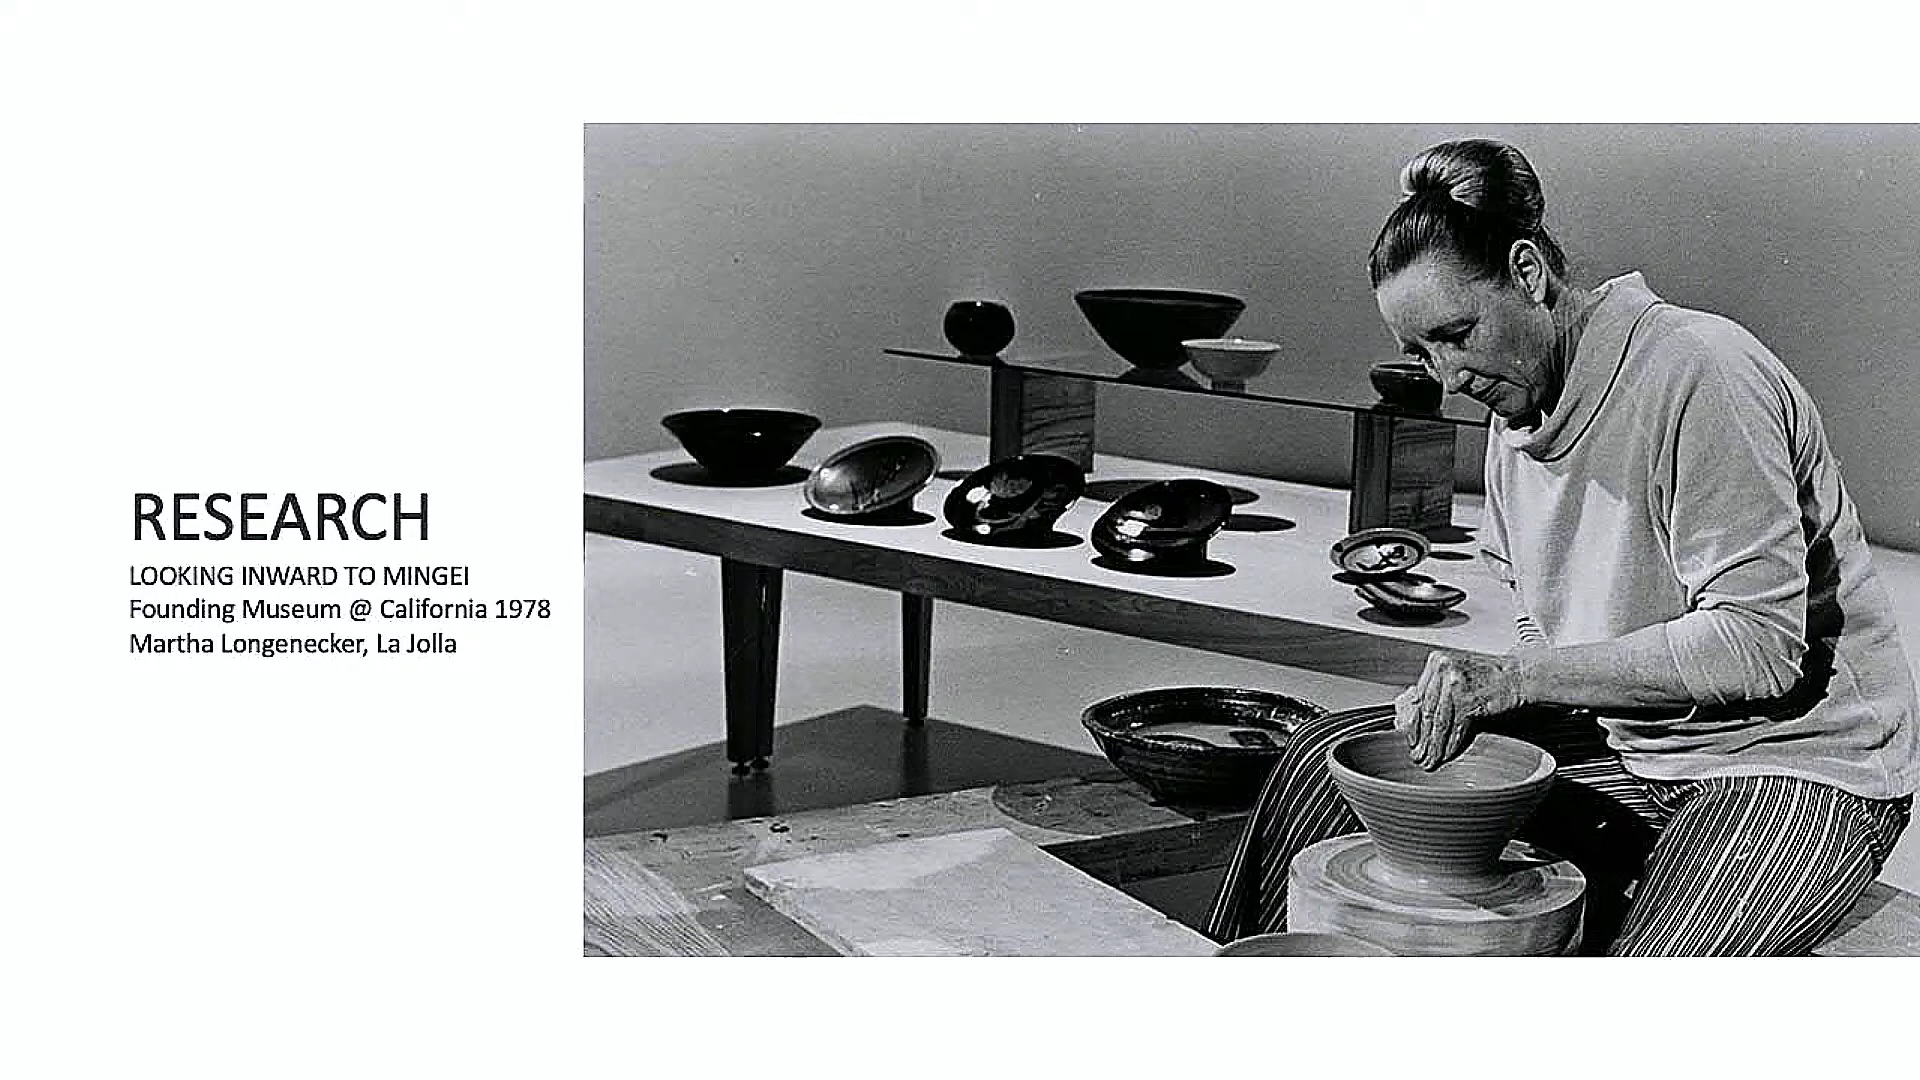 RESEARCH
LOOKING INWARD TO MINGEI
Founding Museum @ California 1978
Martha Longenecker, La Jolla